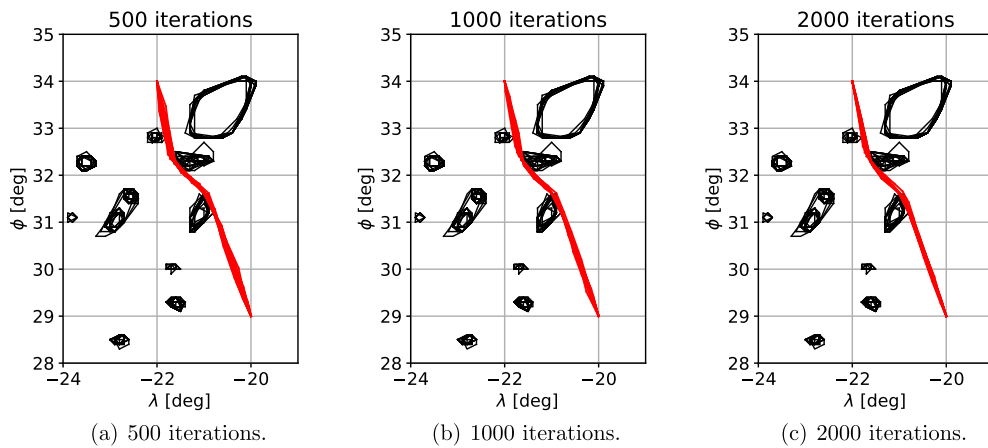 500 iterations
1000 iterations
2000 iterations
35
34
33
32
31
30
29
28
ϕ [deg]
−24
−22
−20
λ [deg]
35
34
33
32
31
30
29
28
ϕ [deg]
−24
−22
−20
λ [deg]
35
34
33
32
31
30
29
28
ϕ [deg]
−24
−22
−20
λ [deg]
(a) 500 iterations.
(b) 1000 iterations.
(c) 2000 iterations.